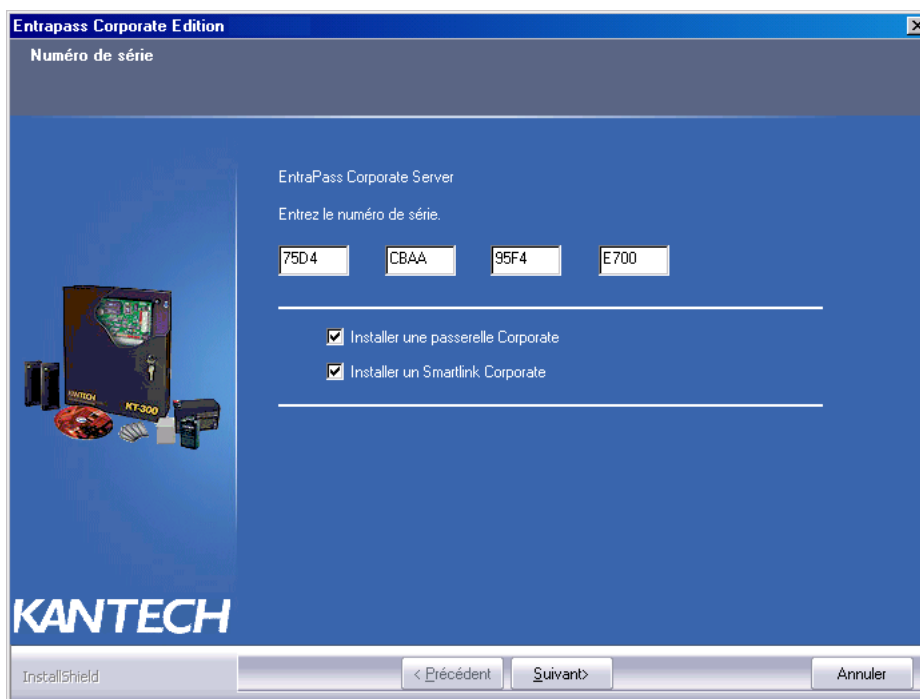 Entrapass Corporate Edition
Numéro de série
EntraPass Corporate Server
Entrez le numéro de série.
75D4 CBAA 95F4 E700
Installer une passerelle Corporate
Installer un Smartlink Corporate
KANTECH
KT-300
KANTECH
InstallShield
< Précédent Suivant> Annuler